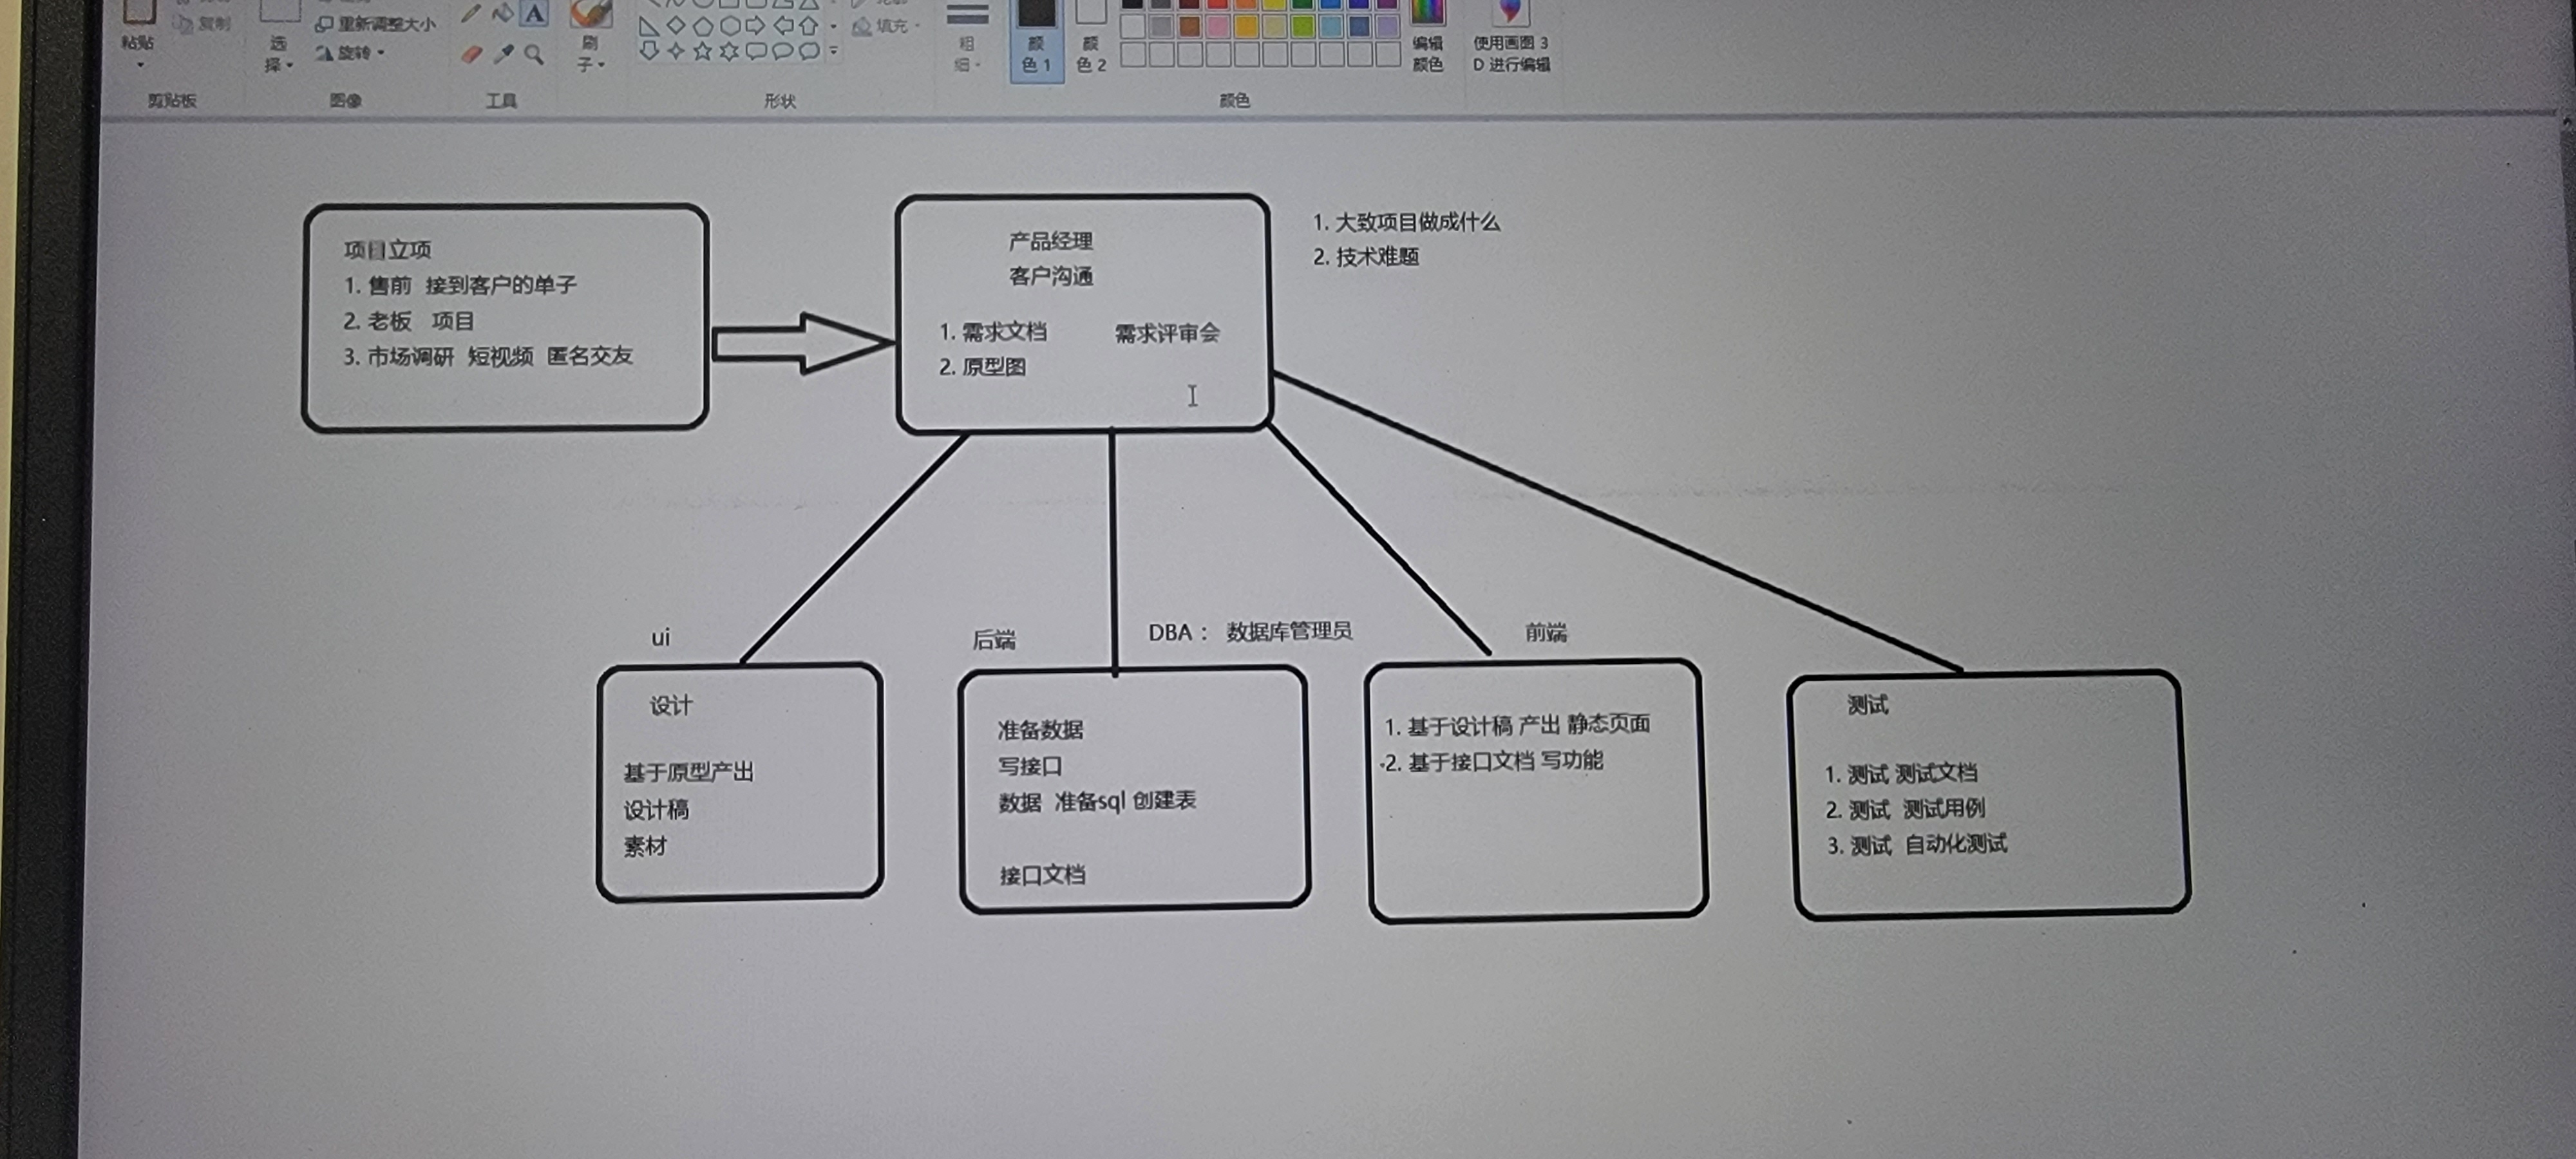 复制
粘贴
重新调整大小
选
择
旋转
刷
子
填充
粗
细
颜
色 1
颜
色 2
编辑
颜色
使用画图 3
D 进行编辑
剪贴板
图像
工具
形状
颜色
项目立项
1. 售前 接到客户的单子
2. 老板 项目
3. 市场调研 短视频 匿名交友
产品经理
客户沟通
1. 需求文档 需求评审会
2. 原型图
1. 大致项目做成什么
2. 技术难题
ui
设计
基于原型产出
设计稿
素材
后端
DBA： 数据库管理员
准备数据
写接口
数据 准备sql 创建表
接口文档
前端
1. 基于设计稿 产出 静态页面
2. 基于接口文档 写功能
测试
1. 测试 测试文档
2. 测试 测试用例
3. 测试 自动化测试